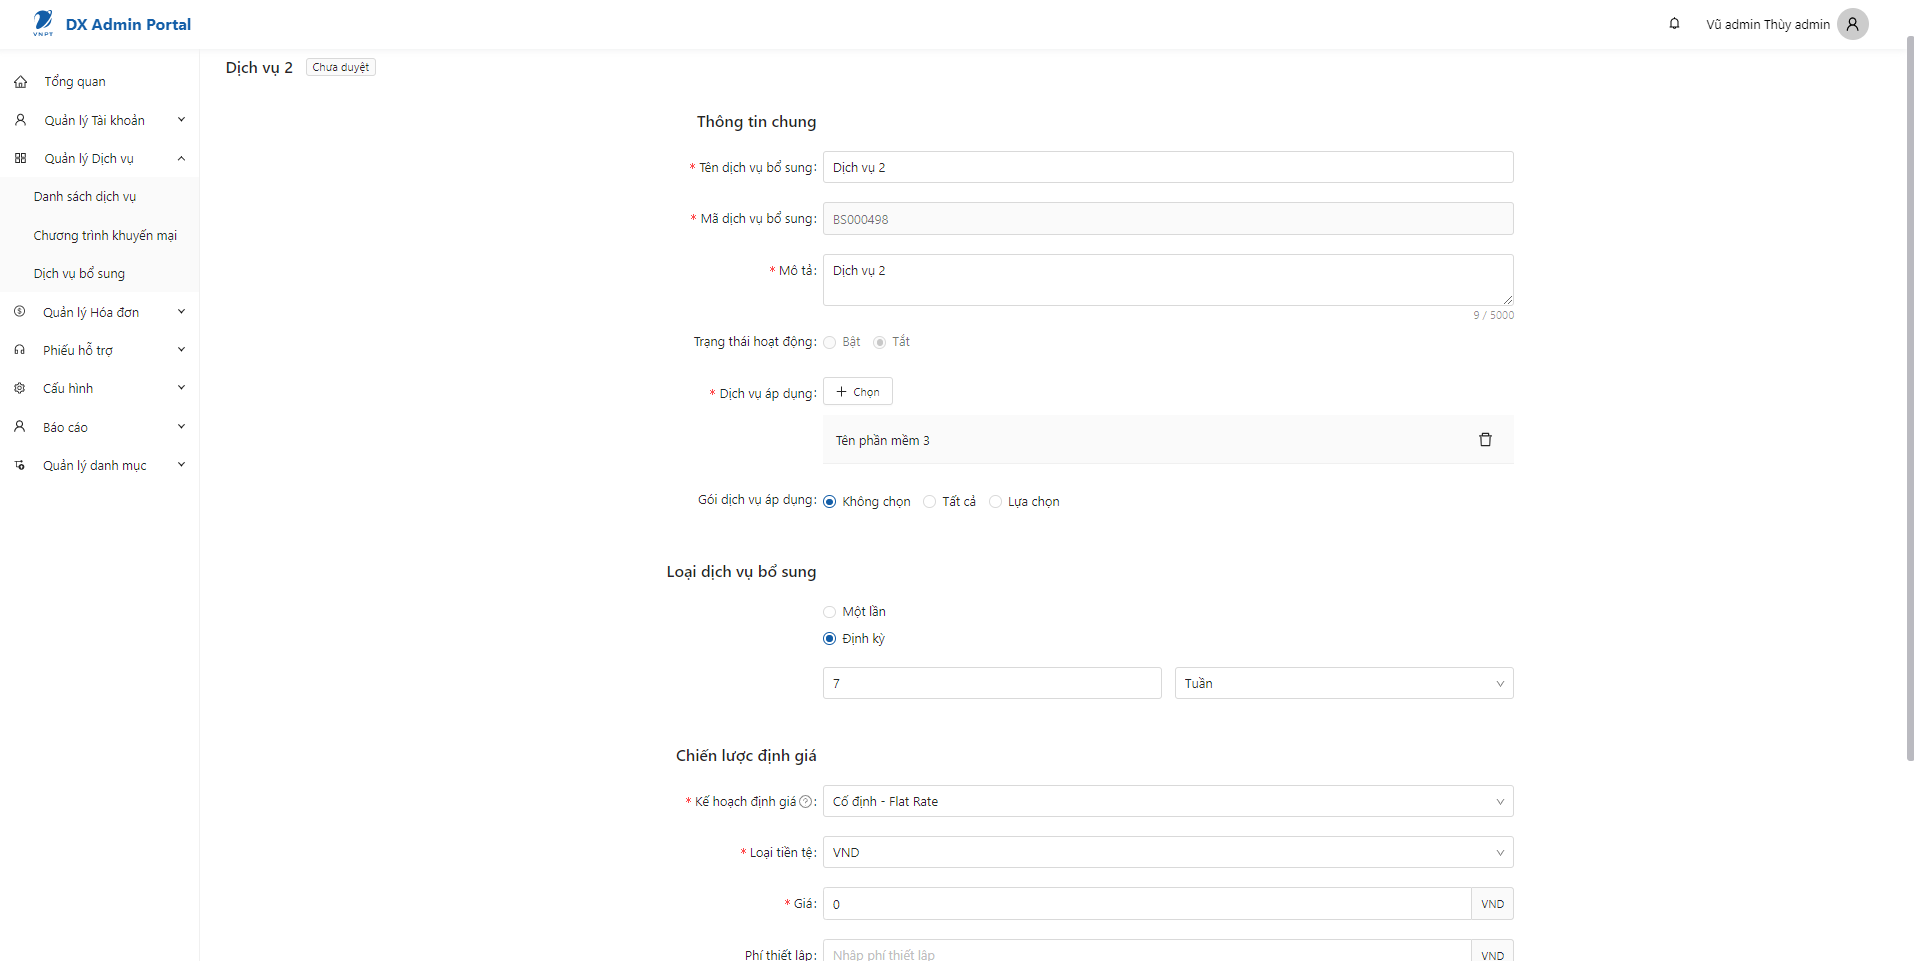 VNPT
DX Admin Portal
Vũ admin Thùy admin
Tổng quan
Quản lý Tài khoản
Quản lý Dịch vụ
Danh sách dịch vụ
Chương trình khuyến mại
Dịch vụ bổ sung
Quản lý Hóa đơn
Phiếu hỗ trợ
Cấu hình
Báo cáo
Quản lý danh mục
Dịch vụ 2 Chưa duyệt
Thông tin chung
* Tên dịch vụ bổ sung: Dịch vụ 2
* Mã dịch vụ bổ sung: BS000498
* Mô tả: Dịch vụ 2
9 / 5000
Trạng thái hoạt động: Bật Tắt
* Dịch vụ áp dụng: + Chọn
Tên phần mềm 3
Gói dịch vụ áp dụng: Không chọn Tất cả Lựa chọn
Loại dịch vụ bổ sung
Một lần
Định kỳ
7 Tuần
Chiến lược định giá
* Kế hoạch định giá : Cố định - Flat Rate
* Loại tiền tệ: VND
* Giá: 0 VND
Phí thiết lập: Nhập phí thiết lập VND